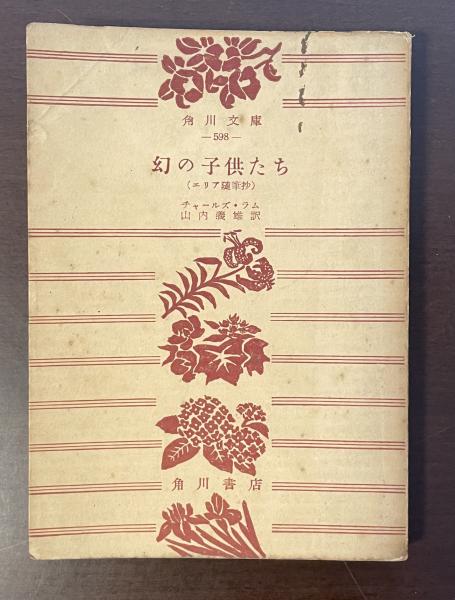 角川文庫
—598—
幻の子供たち
(エリア隨筆抄)
チャールズ・ラム
山内義雄訳
角川書店